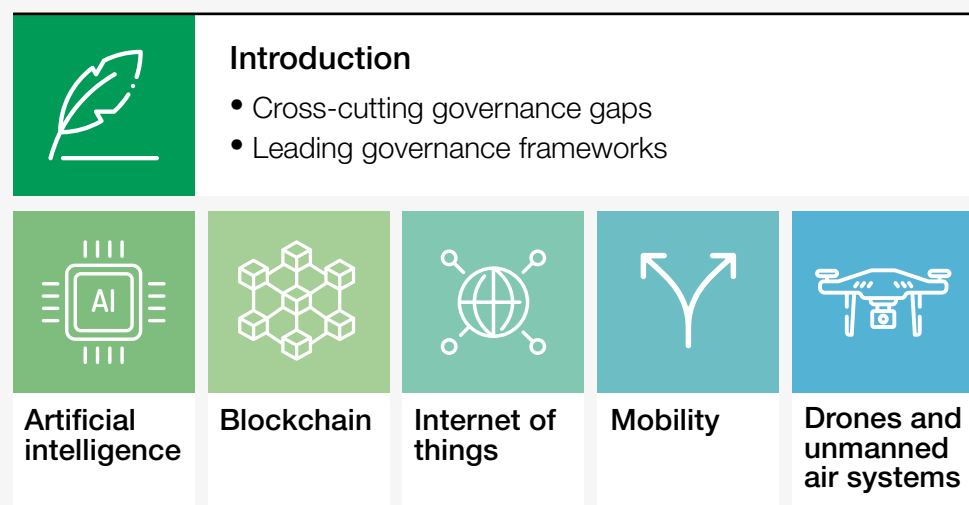 Introduction
• Cross-cutting governance gaps
• Leading governance frameworks
AI
Artificial
intelligence
Blockchain
Internet of
things
Mobility
Drones and
unmanned
air systems